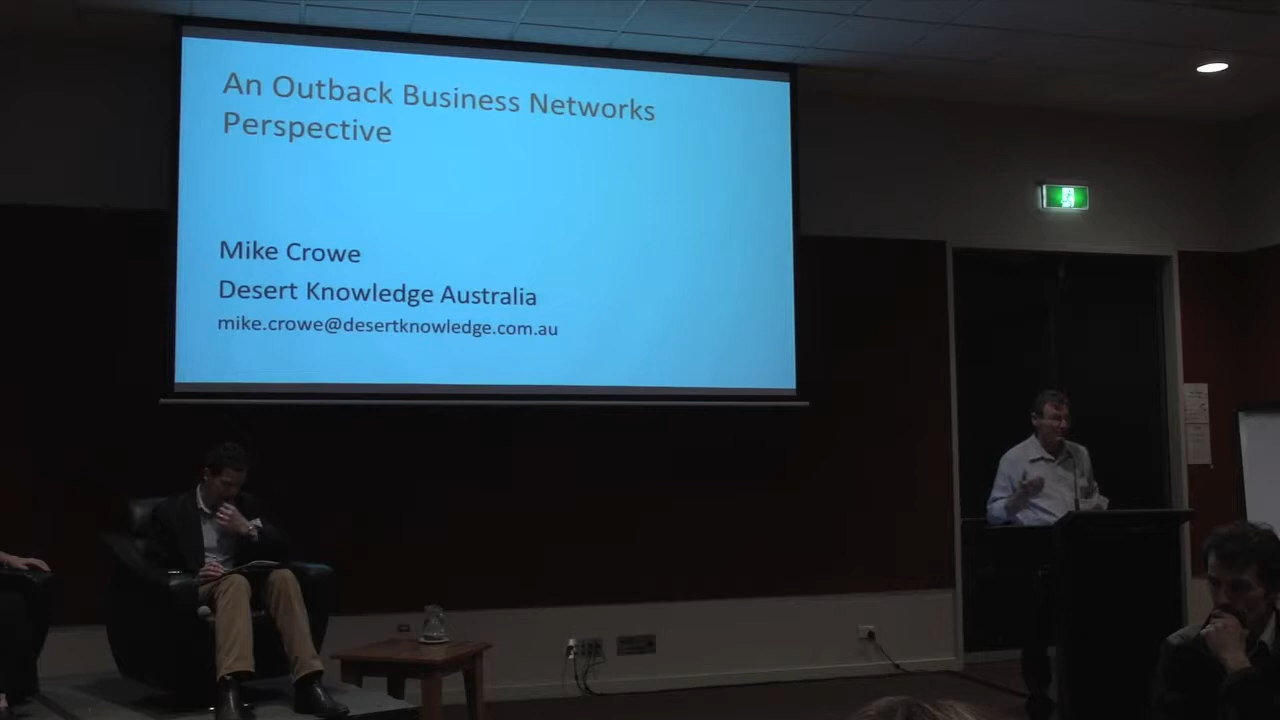 An Outback Business Networks
Perspective
Mike Crowe
Desert Knowledge Australia
mike.crowe@desertknowledge.com.au